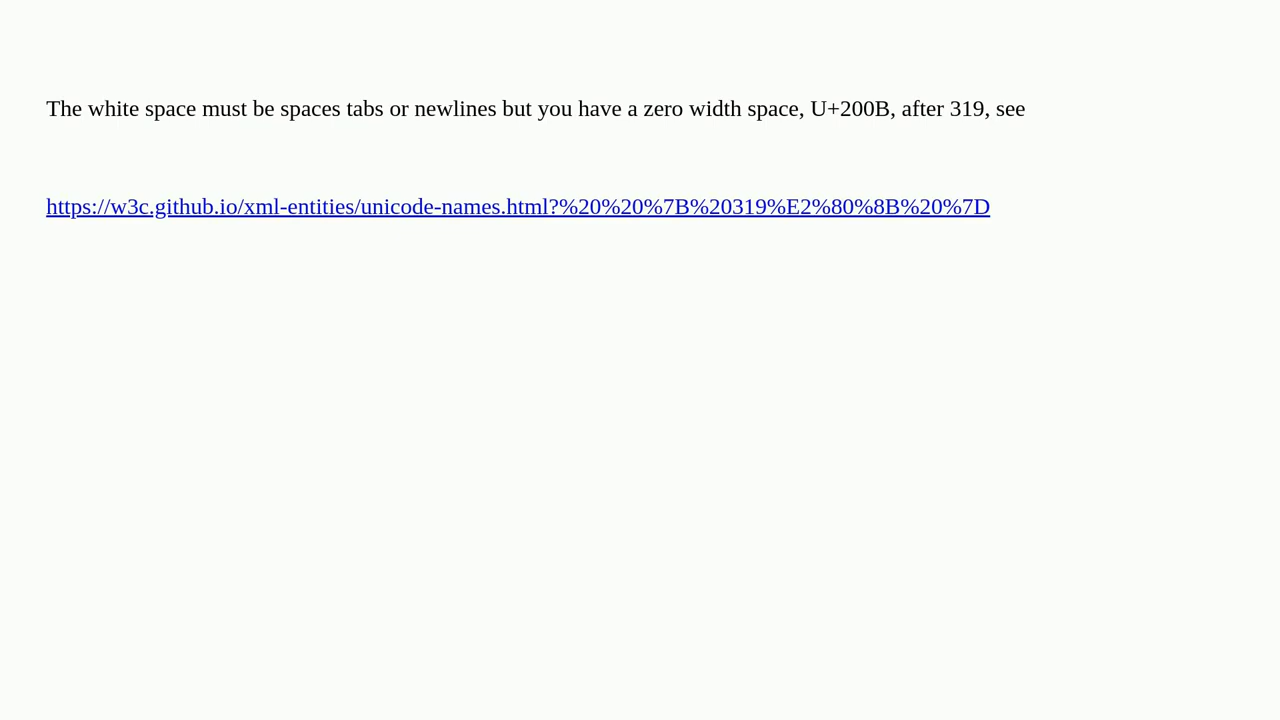 The white space must be spaces tabs or newlines but you have a zero width space, U+200B, after 319, see
https://w3c.github.io/xml-entities/unicode-names.html?%20%20%7B%20319%E2%80%8B%20%7D